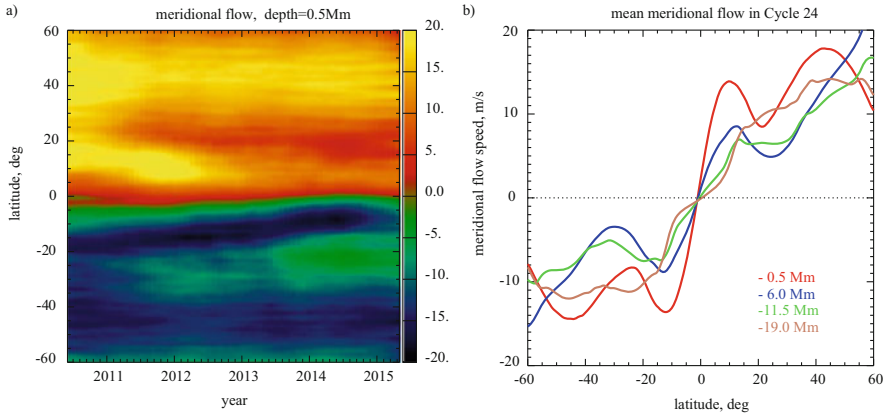 a)
meridional flow, depth=0.5Mm
60
40
20
0
-20
-40
-60
latitude, deg
2011
2012
2013
2014
2015
year
20.
15.
10.
5.
0.0
-5.
-10.
-15.
-20.
b)
mean meridional flow in Cycle 24
20
10
0
-10
-20
meridional flow speed, m/s
- 0.5 Mm
- 6.0 Mm
-11.5 Mm
-19.0 Mm
-60
-40
-20
0
20
40
60
latitude, deg